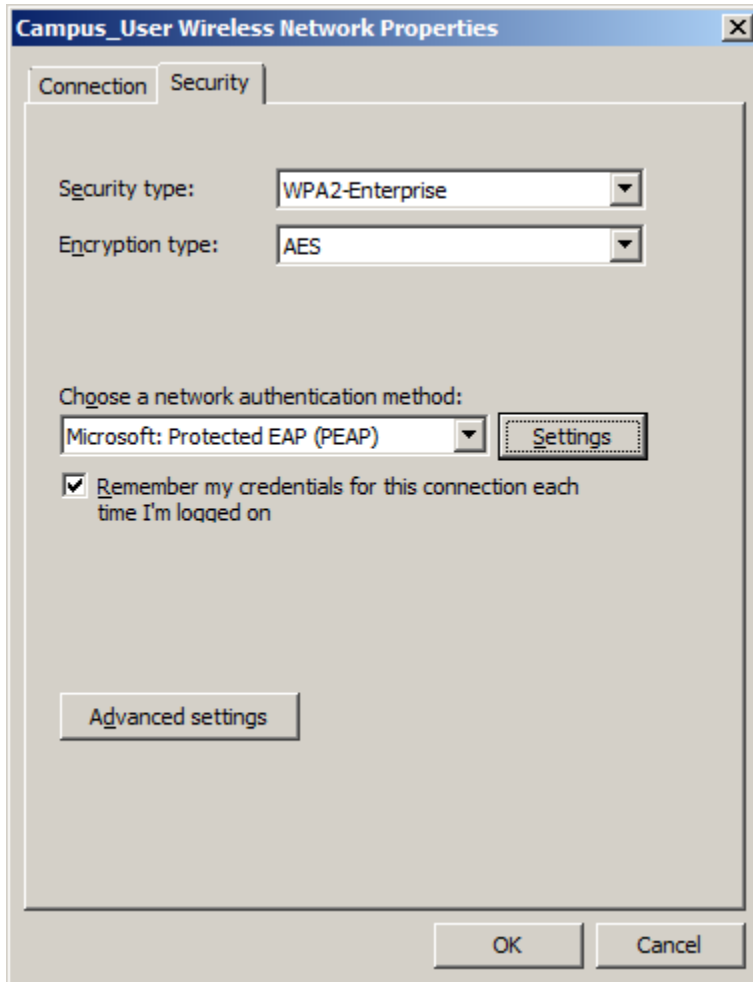 Campus_User Wireless Network Properties
Connection Security
Security type: WPA2-Enterprise
Encryption type: AES
Choose a network authentication method:
Microsoft: Protected EAP (PEAP) Settings
Remember my credentials for this connection each
time I'm logged on
Advanced settings
OK Cancel